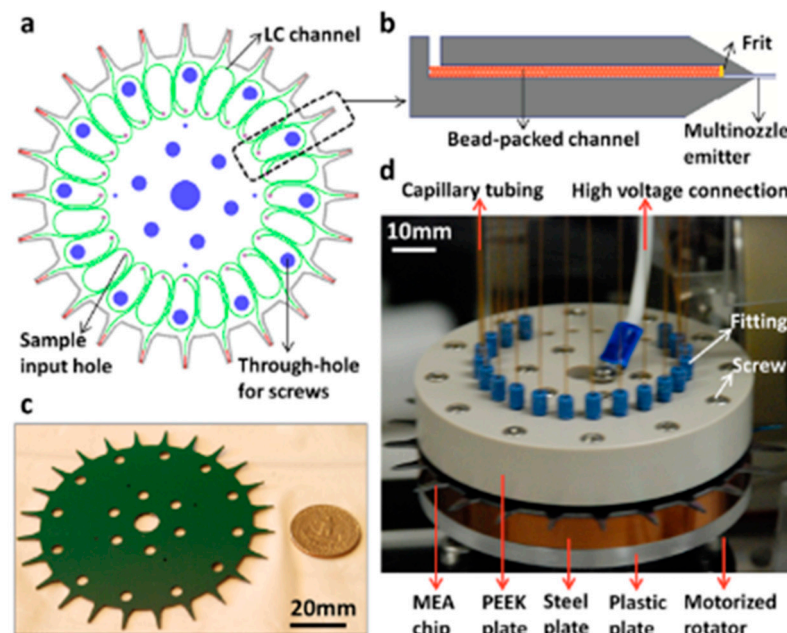 a
LC channel
Sample
input hole
Through-hole
for screws
b
Frit
Bead-packed channel
Multinozzle
emitter
c
20mm
d
Capillary tubing
High voltage connection
10mm
Fitting
Screw
MEA
chip
PEEK
plate
Steel
plate
Plastic
plate
Motorized
rotator